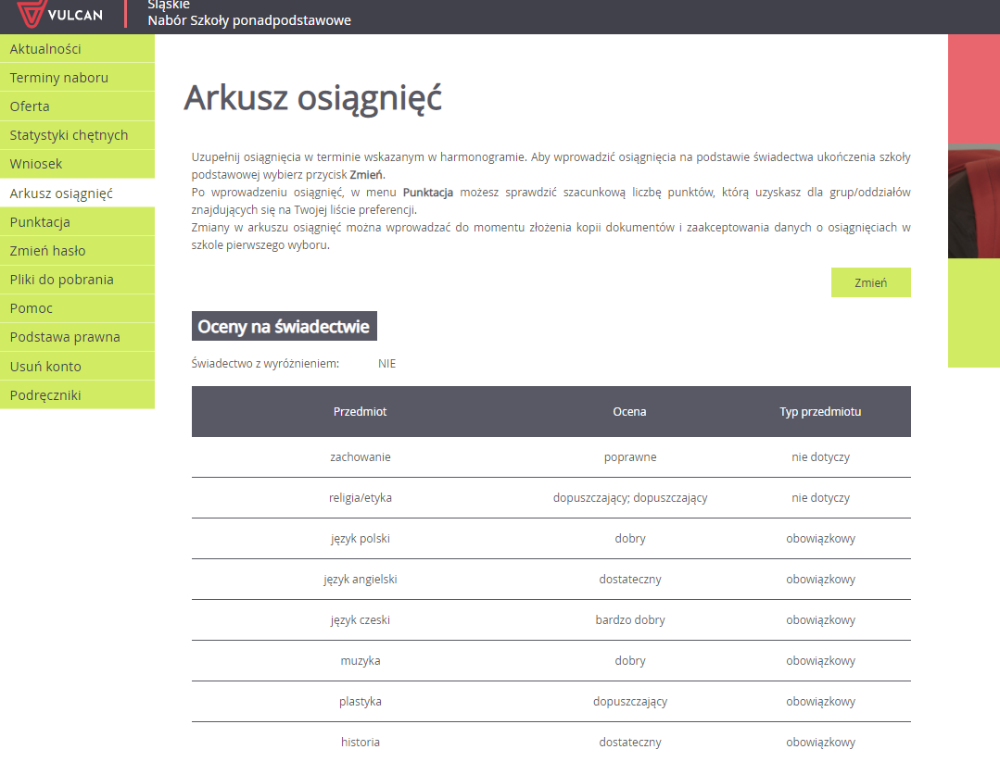 VULCAN
Śląskie
Nabór Szkoły ponadpodstawowe
Aktualności
Terminy naboru
Oferta
Statystyki chętnych
Wniosek
Arkusz osiągnięć
Punktacja
Zmień hasło
Pliki do pobrania
Pomoc
Podstawa prawna
Usuń konto
Podręczniki
Arkusz osiągnięć
Uzupełnij osiągnięcia w terminie wskazanym w harmonogramie. Aby wprowadzić osiągnięcia na podstawie świadectwa ukończenia szkoły
podstawowej wybierz przycisk Zmień.
Po wprowadzeniu osiągnięć, w menu Punktacja możesz sprawdzić szacunkową liczbę punktów, którą uzyskasz dla grup/oddziałów
znajdujących się na Twojej liście preferencji.
Zmiany w arkuszu osiągnięć można wprowadzać do momentu złożenia kopii dokumentów i zaakceptowania danych o osiągnięciach w
szkole pierwszego wyboru.
Zmień
Oceny na świadectwie
Świadectwo z wyróżnieniem: NIE
Przedmiot Ocena Typ przedmiotu
zachowanie poprawne nie dotyczy
religia/etyka dopuszczający; dopuszczający nie dotyczy
język polski dobry obowiązkowy
język angielski dostateczny obowiązkowy
język czeski bardzo dobry obowiązkowy
muzyka dobry obowiązkowy
plastyka dopuszczający obowiązkowy
historia dostateczny obowiązkowy